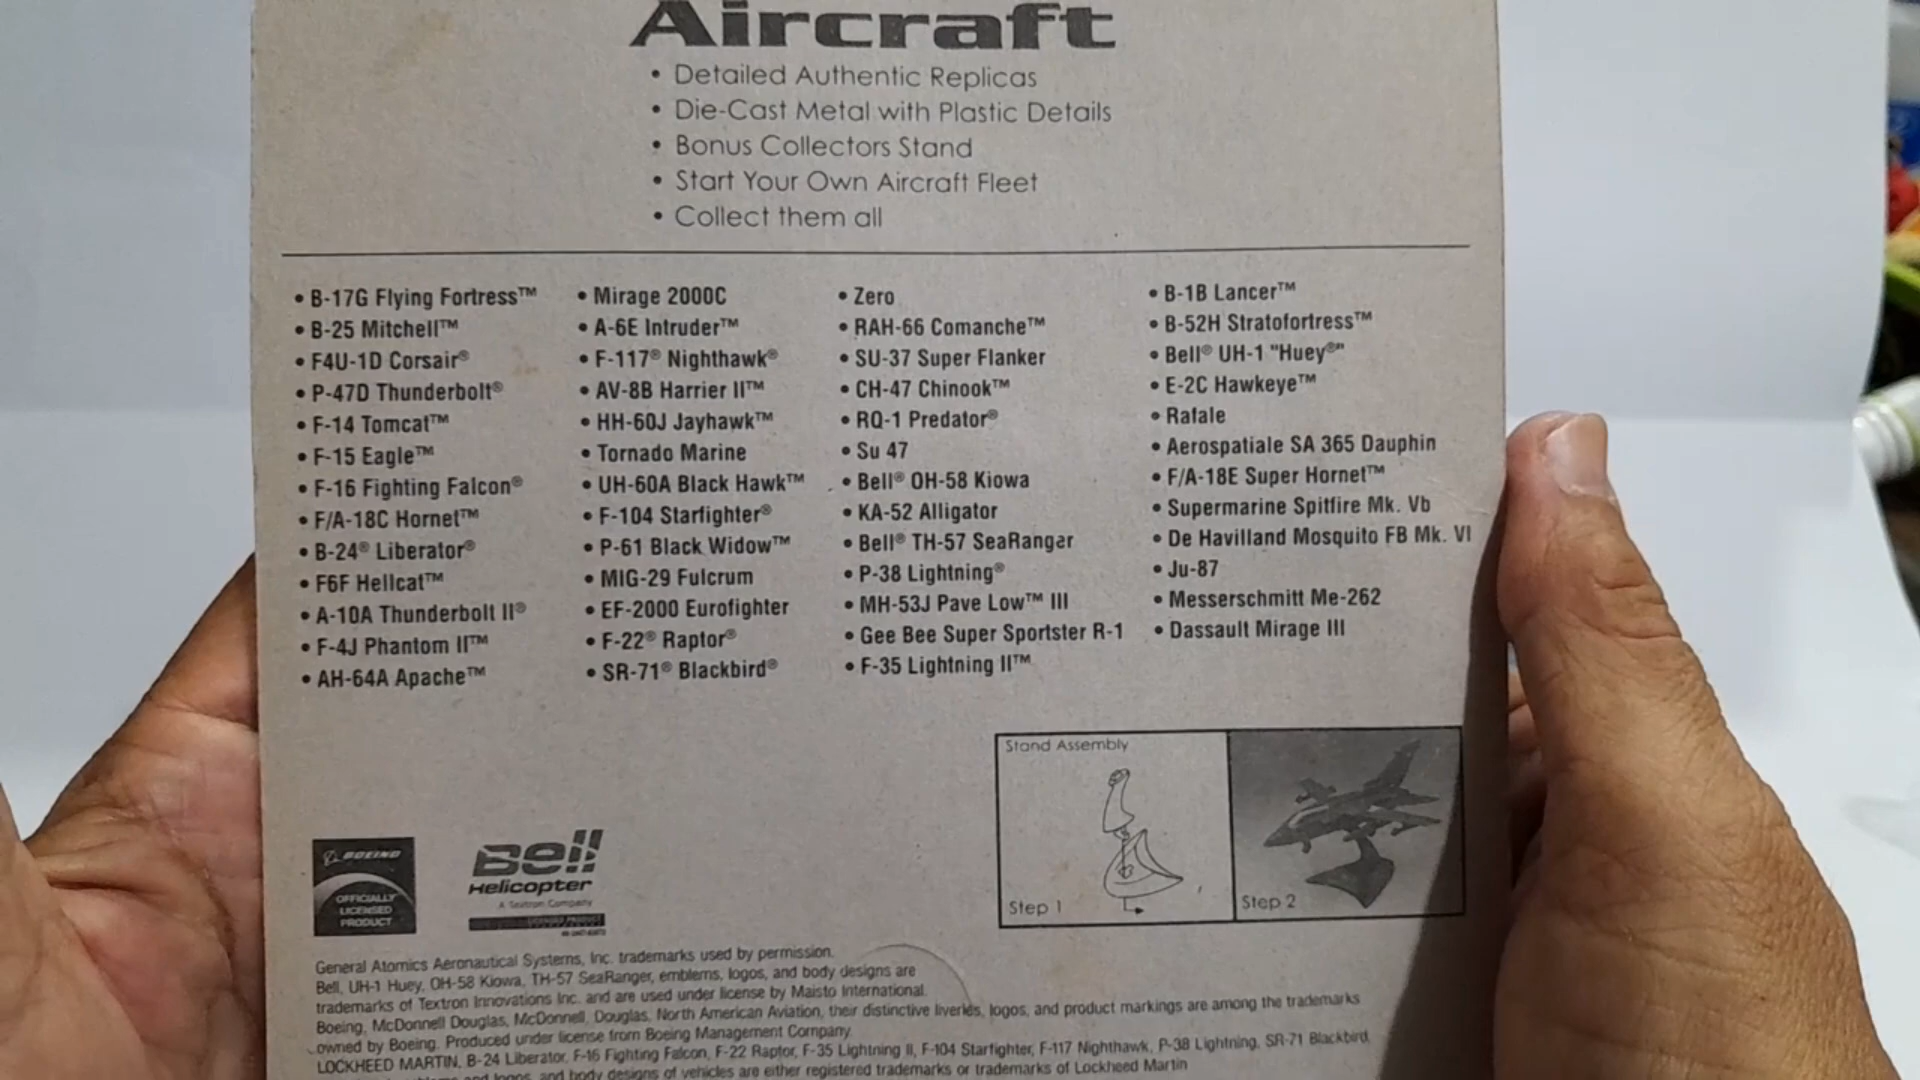 Aircraft
• Detailed Authentic Replicas
• Die-Cast Metal with Plastic Details
• Bonus Collectors Stand
• Start Your Own Aircraft Fleet
• Collect them all
• B-17G Flying Fortress™
• B-25 Mitchell™
• F4U-1D Corsair®
• P-47D Thunderbolt®
• F-14 Tomcat™
• F-15 Eagle™
• F-16 Fighting Falcon®
• F/A-18C Hornet™
• B-24® Liberator®
• F6F Hellcat™
• A-10A Thunderbolt II®
• F-4J Phantom II™
• AH-64A Apache™
• Mirage 2000C
• A-6E Intruder™
• F-117® Nighthawk®
• AV-8B Harrier II™
• HH-60J Jayhawk™
• Tornado Marine
• UH-60A Black Hawk™
• F-104 Starfighter®
• P-61 Black Widow™
• MIG-29 Fulcrum
• EF-2000 Eurofighter
• F-22® Raptor®
• SR-71® Blackbird®
• Zero
• RAH-66 Comanche™
• SU-37 Super Flanker
• CH-47 Chinook™
• RQ-1 Predator®
• Su 47
• Bell® OH-58 Kiowa
• KA-52 Alligator
• Bell® TH-57 SeaRanger
• P-38 Lightning®
• MH-53J Pave Low™ III
• Gee Bee Super Sportster R-1
• F-35 Lightning II™
• B-1B Lancer™
• B-52H Stratofortress™
• Bell® UH-1 "Huey®"
• E-2C Hawkeye™
• Rafale
• Aerospatiale SA 365 Dauphin
• F/A-18E Super Hornet™
• Supermarine Spitfire Mk. Vb
• De Havilland Mosquito FB Mk. VI
• Ju-87
• Messerschmitt Me-262
• Dassault Mirage III
Stand Assembly
Step 1
Step 2
BOEING
OFFICIALLY
LICENSED
PRODUCT
Bell
Helicopter
A Textron Company
LICENSED PRODUCT
General Atomics Aeronautical Systems, Inc. trademarks used by permission.
Bell, UH-1 Huey, OH-58 Kiowa, TH-57 SeaRanger, emblems, logos, and body designs are
trademarks of Textron Innovations Inc. and are used under license by Maisto International.
Boeing, McDonnell Douglas, McDonnell, Douglas, North American Aviation, their distinctive liveries, logos, and product markings are among the trademarks
owned by Boeing. Produced under license from Boeing Management Company.
LOCKHEED MARTIN, B-24 Liberator, F-16 Fighting Falcon, F-22 Raptor, F-35 Lightning II, F-104 Starfighter, F-117 Nighthawk, P-38 Lightning, SR-71 Blackbird,
and logos, and body designs of vehicles are either registered trademarks or trademarks of Lockheed Martin